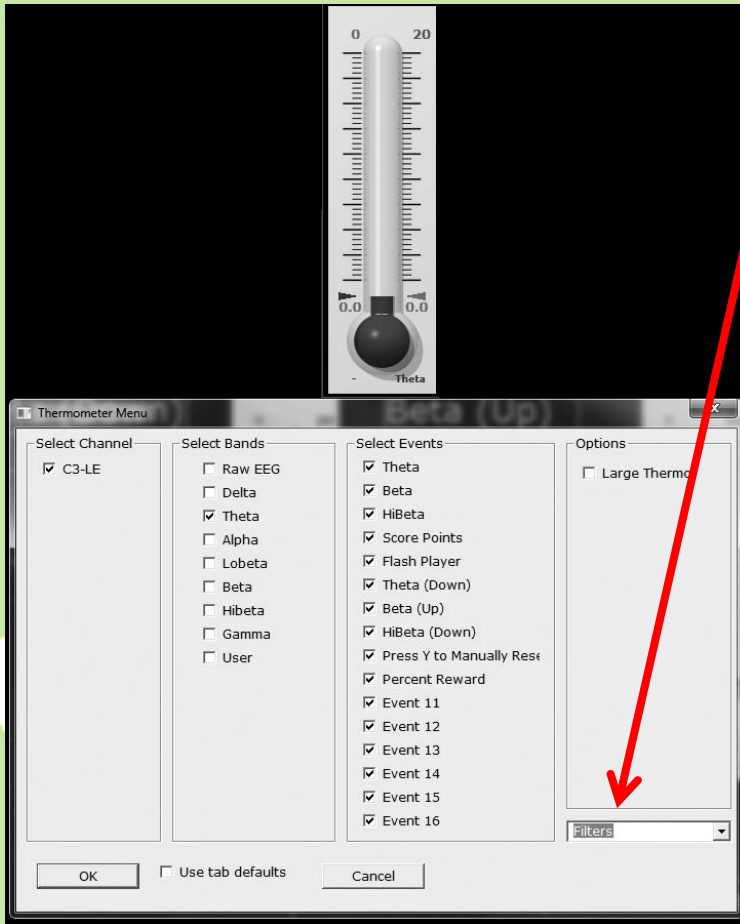 0 20
0.0 0.0
- Theta
Thermometer Menu
Beta (Up)
Select Channel
C3-LE
Select Bands
Raw EEG
Delta
Theta
Alpha
Lobeta
Beta
Hibeta
Gamma
User
Select Events
Theta
Beta
HiBeta
Score Points
Flash Player
Theta (Down)
Beta (Up)
HiBeta (Down)
Press Y to Manually Rese
Percent Reward
Event 11
Event 12
Event 13
Event 14
Event 15
Event 16
Options
Large Thermo
Filters
OK
Use tab defaults
Cancel